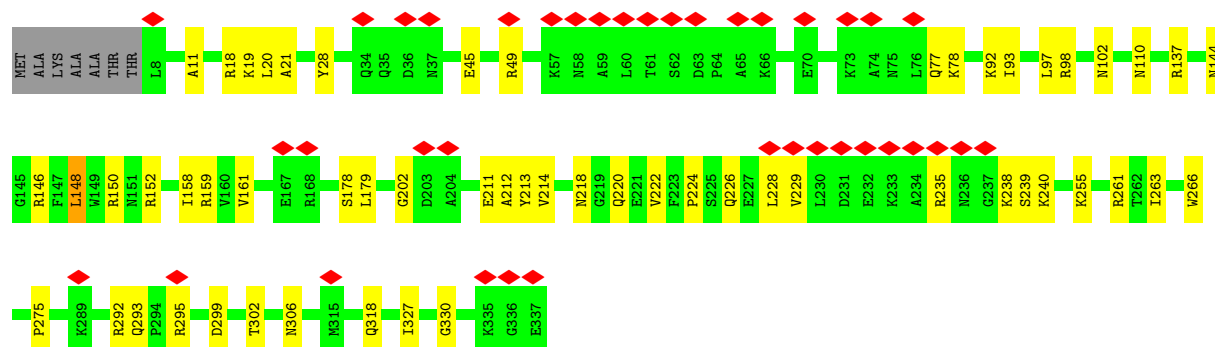 MET ALA LYS ALA ALA THR THR L8 A11 R18 K19 L20 A21 Y28 Q34 Q35 D36 N37 E45 R49 K57 N58 A59 L60 T61 S62 D63 P64 A65 K66 E70 K73 A74 N75 L76 Q77 K78 K92 I93 L97 R98 N102 N110 R137 N144
G145 R146 F147 L148 W149 R150 N151 R152 I158 R159 V160 V161 E167 R168 S178 L179 G202 D203 A204 E211 A212 Y213 V214 N218 G219 Q220 E221 V222 F223 P224 S225 Q226 E227 L228 V229 L230 D231 E232 K233 A234 R235 N236 G237 K238 S239 K240 K255 R261 T262 I263 W266
P275 K289 R292 Q293 P294 R295 D299 T302 N306 M315 Q318 I327 G330 K335 G336 E337